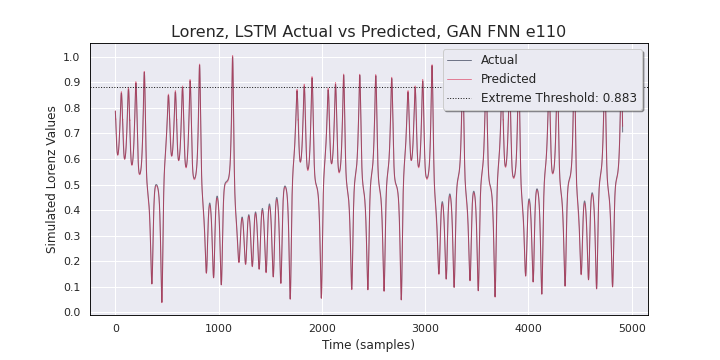 Lorenz, LSTM Actual vs Predicted, GAN FNN e110
Actual
Predicted
Extreme Threshold: 0.883
Simulated Lorenz Values
1.0
0.9
0.8
0.7
0.6
0.5
0.4
0.3
0.2
0.1
0.0
0 1000 2000 3000 4000 5000
Time (samples)